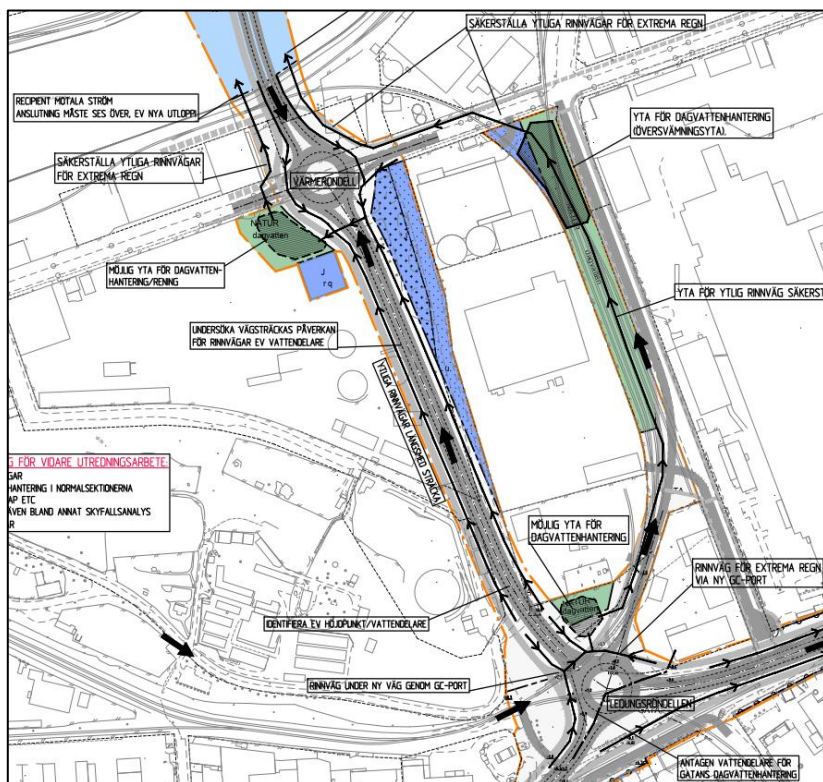 SÄKERSTÄLLA YTLIGA RINNVÄGAR FÖR EXTREMA REGN
RECIPIENT MOTALA STRÖM
ANSLUTNING MÅSTE SES ÖVER, EV NYA UTLOPP
YTA FÖR DAGVATTENHANTERING
(ÖVERSVÄMNINGSYTA).
SÄKERSTÄLLA YTLIGA RINNVÄGAR
FÖR EXTREMA REGN
VÄRMERONDELL
NATUR
dagvatten
MÖJLIG YTA FÖR DAGVATTEN-
HANTERING/RENING
J
r q
YTA FÖR YTLIG RINNVÄG SÄKERST
UNDERSÖKA VÄGSTRÄCKAS PÅVERKAN
FÖR RINNVÄGAR EV VATTENDELARE
YTLIGA RINNVÄGAR LÄNGSMED STRÄCKA
G FÖR VIDARE UTREDNINGSARBETE:
GAR
HANTERING I NORMALSEKTIONERNA
AP ETC
ÄVEN BLAND ANNAT SKYFALLSANALYS
R
MÖJLIG YTA FÖR
DAGVATTENHANTERING
RINNVÄG FÖR EXTREMA REGN
VIA NY GC-PORT
NATUR
dagvatten
IDENTIFIERA EV HÖJDPUNKT/VATTENDELARE
RINNVÄG UNDER NY VÄG GENOM GC-PORT
LEDUNGSRONDELLEN
ANTAGEN VATTENDELARE FÖR
GATANS DAGVATTENHANTERING